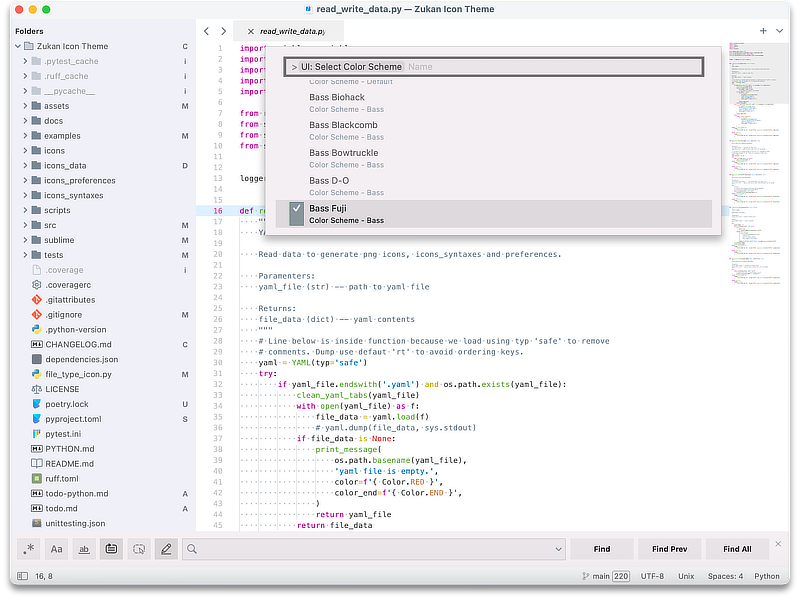 read_write_data.py — Zukan Icon Theme
Folders
Zukan Icon Theme C
.pytest_cache i
.ruff_cache i
__pycache__ i
assets M
docs
examples M
icons
icons_data D
icons_preferences
icons_syntaxes
scripts
src M
sublime M
tests M
.coverage i
.coveragerc
.gitattributes
.gitignore M
.python-version
CHANGELOG.md C
dependencies.json
file_type_icon.py M
LICENSE
poetry.lock U
pyproject.toml S
pytest.ini
PYTHON.md
README.md
ruff.toml
todo-python.md A
todo.md A
unittesting.json
read_write_data.py
> UI: Select Color Scheme Name
Color Scheme - Default
Bass Biohack
Color Scheme - Bass
Bass Blackcomb
Color Scheme - Bass
Bass Bowtruckle
Color Scheme - Bass
Bass D-O
Color Scheme - Bass
Bass Fuji
Color Scheme - Bass
1 impor
2 impor
3 impor
4 impor
5 impor
6
7 from
8 from
9 from
10 from
11
12
13 logge
14
15
16 def r
17 ""
18 YA
19
20 Read data to generate png icons, icons_syntaxes and preferences.
21
22 Paramenters:
23 yaml_file (str) -- path to yaml file
24
25 Returns:
26 file_data (dict) -- yaml contents
27 """
28 # Line below is inside function because we load using typ 'safe' to remove
29 # comments. Dump use defaut 'rt' to avoid ordering keys.
30 yaml = YAML(typ='safe')
31 try:
32 if yaml_file.endswith('.yaml') and os.path.exists(yaml_file):
33 clean_yaml_tabs(yaml_file)
34 with open(yaml_file) as f:
35 file_data = yaml.load(f)
36 # yaml.dump(file_data, sys.stdout)
37 if file_data is None:
38 print_message(
39 os.path.basename(yaml_file),
40 'yaml file is empty.',
41 color=f'{ Color.RED }',
42 color_end=f'{ Color.END }',
43 )
44 return yaml_file
45 return file_data
.* Aa ab Find Find Prev Find All
16, 8 main 220 UTF-8 Unix Spaces: 4 Python